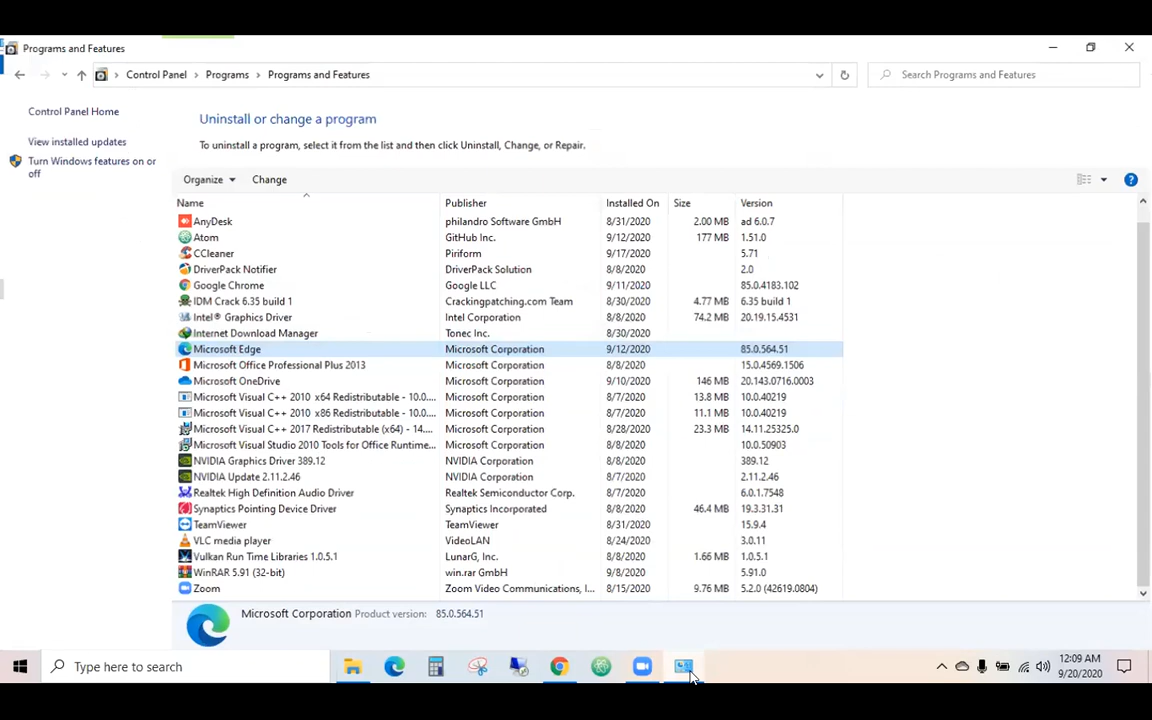 Programs and Features
Control Panel > Programs > Programs and Features
Search Programs and Features
Control Panel Home
View installed updates
Turn Windows features on or
off
Uninstall or change a program
To uninstall a program, select it from the list and then click Uninstall, Change, or Repair.
Organize Change
Name Publisher Installed On Size Version
AnyDesk philandro Software GmbH 8/31/2020 2.00 MB ad 6.0.7
Atom GitHub Inc. 9/12/2020 177 MB 1.51.0
CCleaner Piriform 9/17/2020 5.71
DriverPack Notifier DriverPack Solution 8/8/2020 2.0
Google Chrome Google LLC 9/11/2020 85.0.4183.102
IDM Crack 6.35 build 1 Crackingpatching.com Team 8/30/2020 4.77 MB 6.35 build 1
Intel® Graphics Driver Intel Corporation 8/8/2020 74.2 MB 20.19.15.4531
Internet Download Manager Tonec Inc. 8/30/2020
Microsoft Edge Microsoft Corporation 9/12/2020 85.0.564.51
Microsoft Office Professional Plus 2013 Microsoft Corporation 8/8/2020 15.0.4569.1506
Microsoft OneDrive Microsoft Corporation 9/10/2020 146 MB 20.143.0716.0003
Microsoft Visual C++ 2010 x64 Redistributable - 10.0.... Microsoft Corporation 8/7/2020 13.8 MB 10.0.40219
Microsoft Visual C++ 2010 x86 Redistributable - 10.0.... Microsoft Corporation 8/7/2020 11.1 MB 10.0.40219
Microsoft Visual C++ 2017 Redistributable (x64) - 14.... Microsoft Corporation 8/28/2020 23.3 MB 14.11.25325.0
Microsoft Visual Studio 2010 Tools for Office Runtime... Microsoft Corporation 8/8/2020 10.0.50903
NVIDIA Graphics Driver 389.12 NVIDIA Corporation 8/8/2020 389.12
NVIDIA Update 2.11.2.46 NVIDIA Corporation 8/7/2020 2.11.2.46
Realtek High Definition Audio Driver Realtek Semiconductor Corp. 8/7/2020 6.0.1.7548
Synaptics Pointing Device Driver Synaptics Incorporated 8/8/2020 46.4 MB 19.3.31.31
TeamViewer TeamViewer 8/31/2020 15.9.4
VLC media player VideoLAN 8/24/2020 3.0.11
Vulkan Run Time Libraries 1.0.5.1 LunarG, Inc. 8/8/2020 1.66 MB 1.0.5.1
WinRAR 5.91 (32-bit) win.rar GmbH 9/8/2020 5.91.0
Zoom Zoom Video Communications, I... 8/15/2020 9.76 MB 5.2.0 (42619.0804)
Microsoft Corporation Product version: 85.0.564.51
Type here to search
12:09 AM
9/20/2020